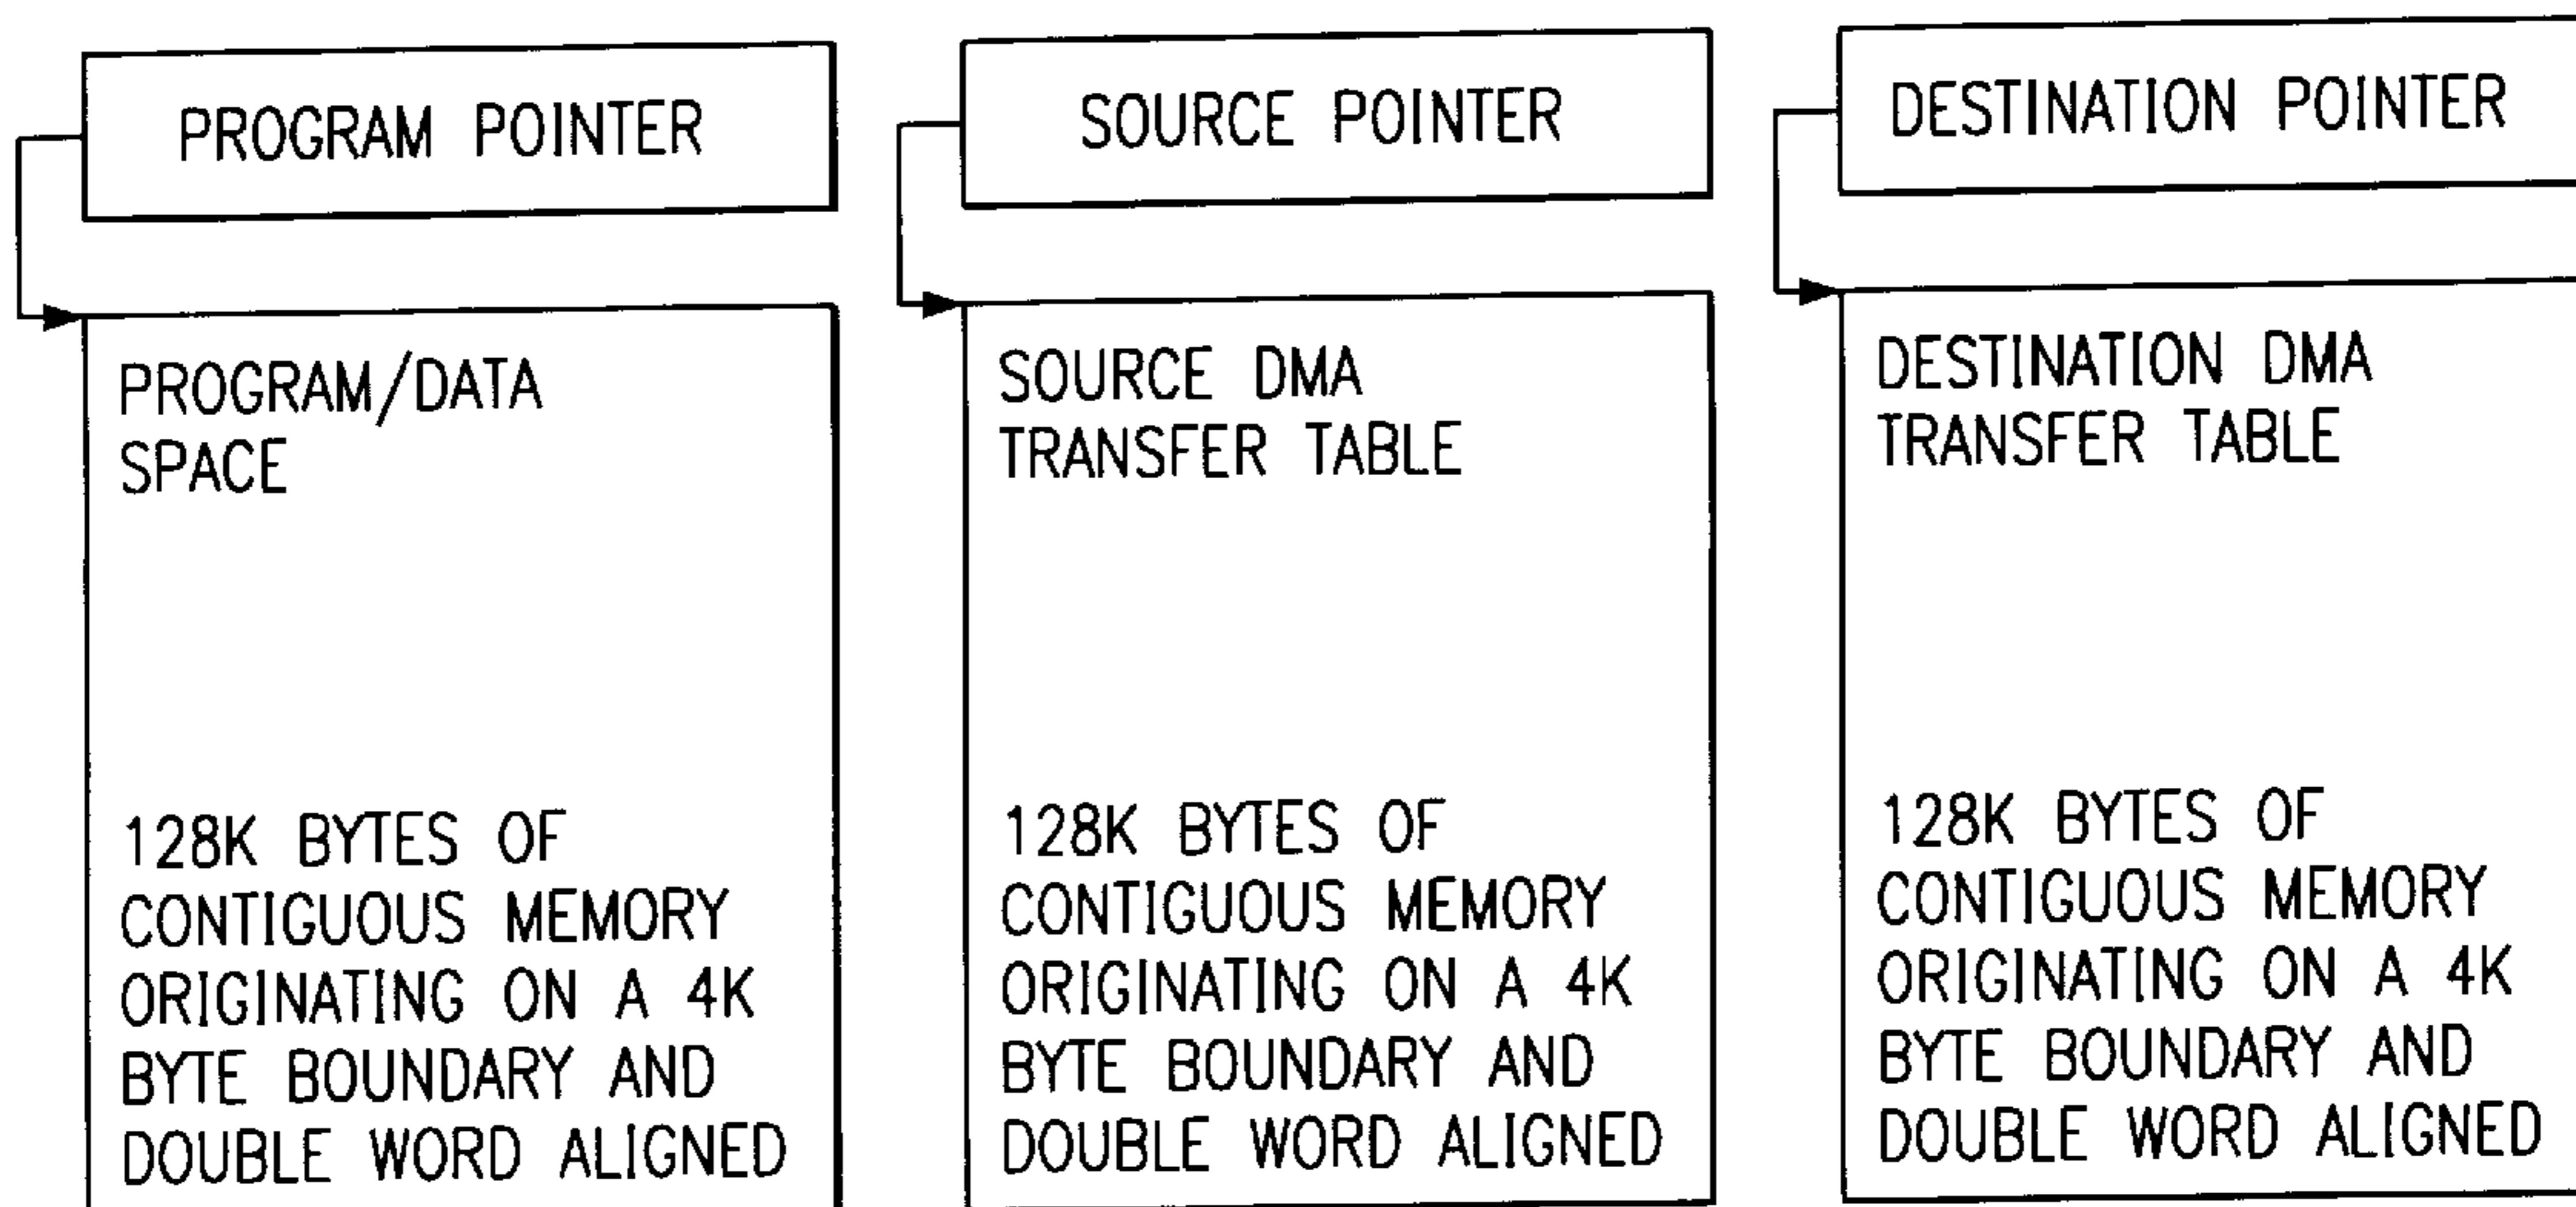 PROGRAM POINTER
PROGRAM/DATA
SPACE
128K BYTES OF
CONTIGUOUS MEMORY
ORIGINATING ON A 4K
BYTE BOUNDARY AND
DOUBLE WORD ALIGNED
SOURCE POINTER
SOURCE DMA
TRANSFER TABLE
128K BYTES OF
CONTIGUOUS MEMORY
ORIGINATING ON A 4K
BYTE BOUNDARY AND
DOUBLE WORD ALIGNED
DESTINATION POINTER
DESTINATION DMA
TRANSFER TABLE
128K BYTES OF
CONTIGUOUS MEMORY
ORIGINATING ON A 4K
BYTE BOUNDARY AND
DOUBLE WORD ALIGNED